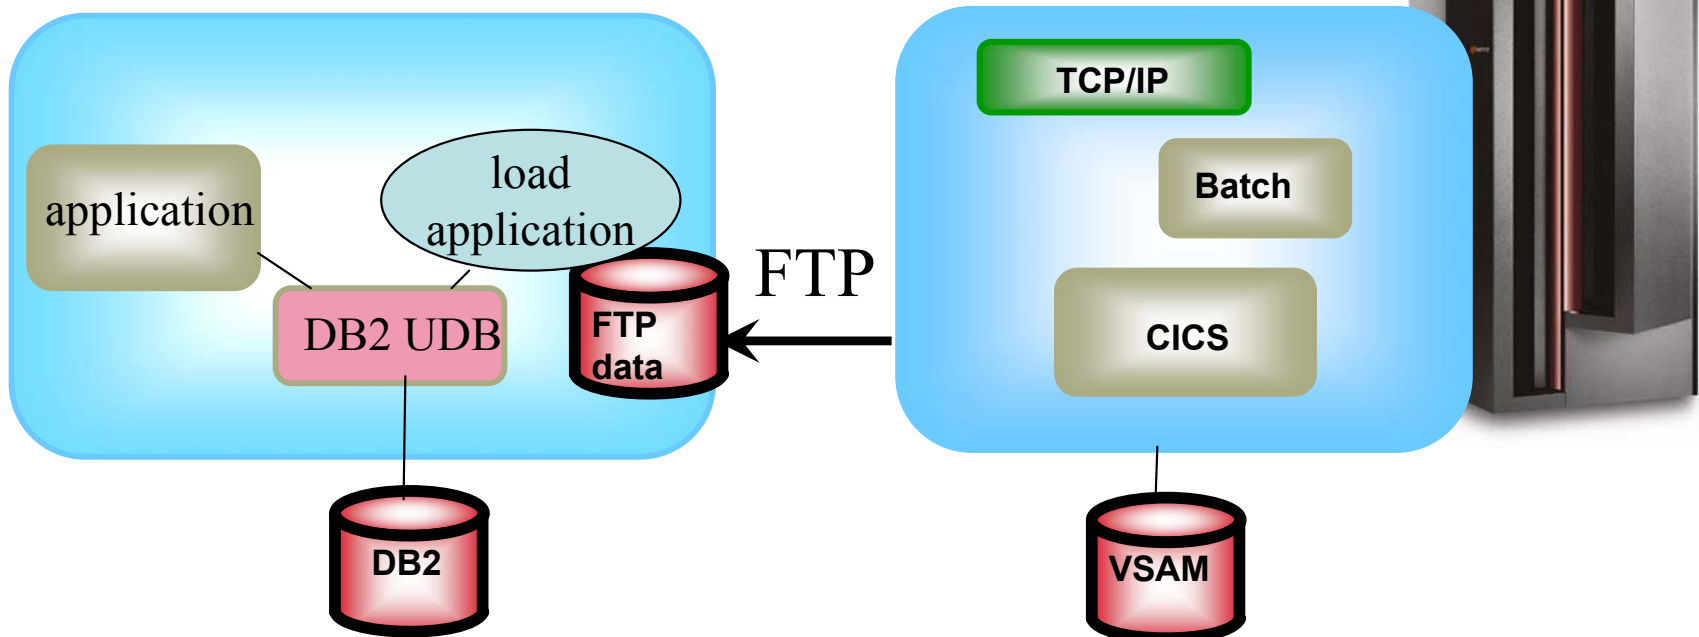 application
load
application
DB2 UDB
FTP
data
DB2
FTP
TCP/IP
Batch
CICS
VSAM